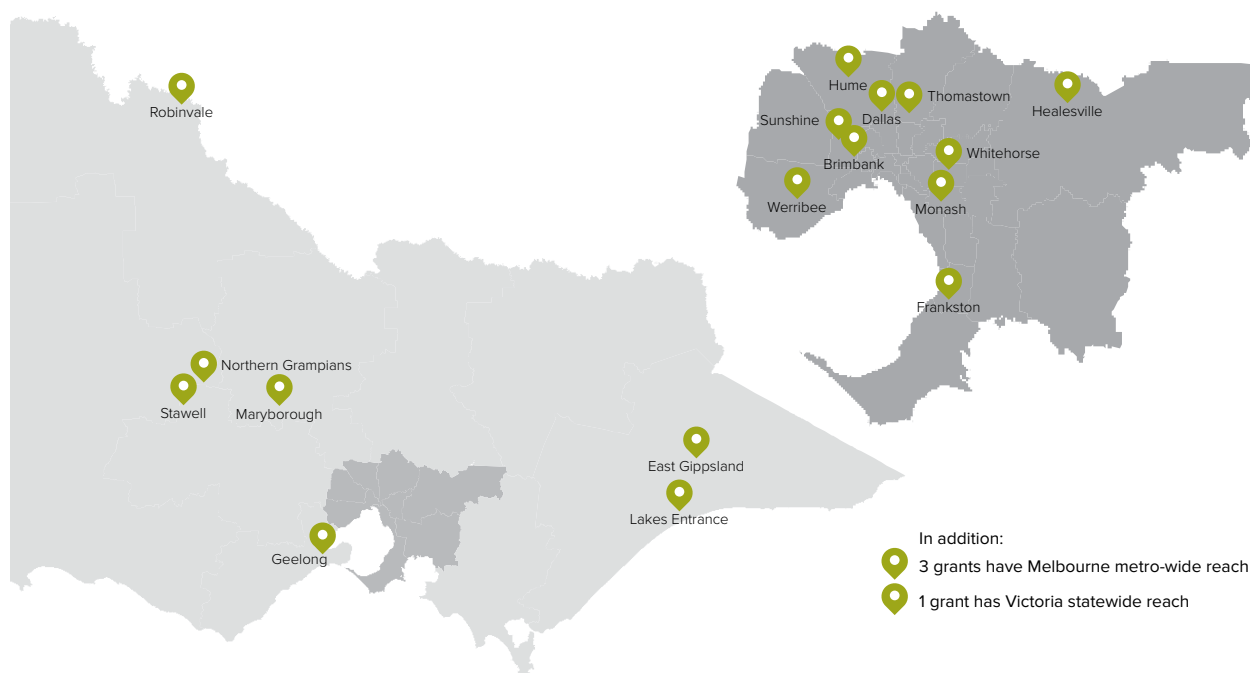 Robinvale
Northern Grampians
Stawell
Maryborough
East Gippsland
Lakes Entrance
Geelong
Hume
Dallas
Thomastown
Healesville
Sunshine
Brimbank
Whitehorse
Werribee
Monash
Frankston
In addition:
3 grants have Melbourne metro-wide reach
1 grant has Victoria statewide reach